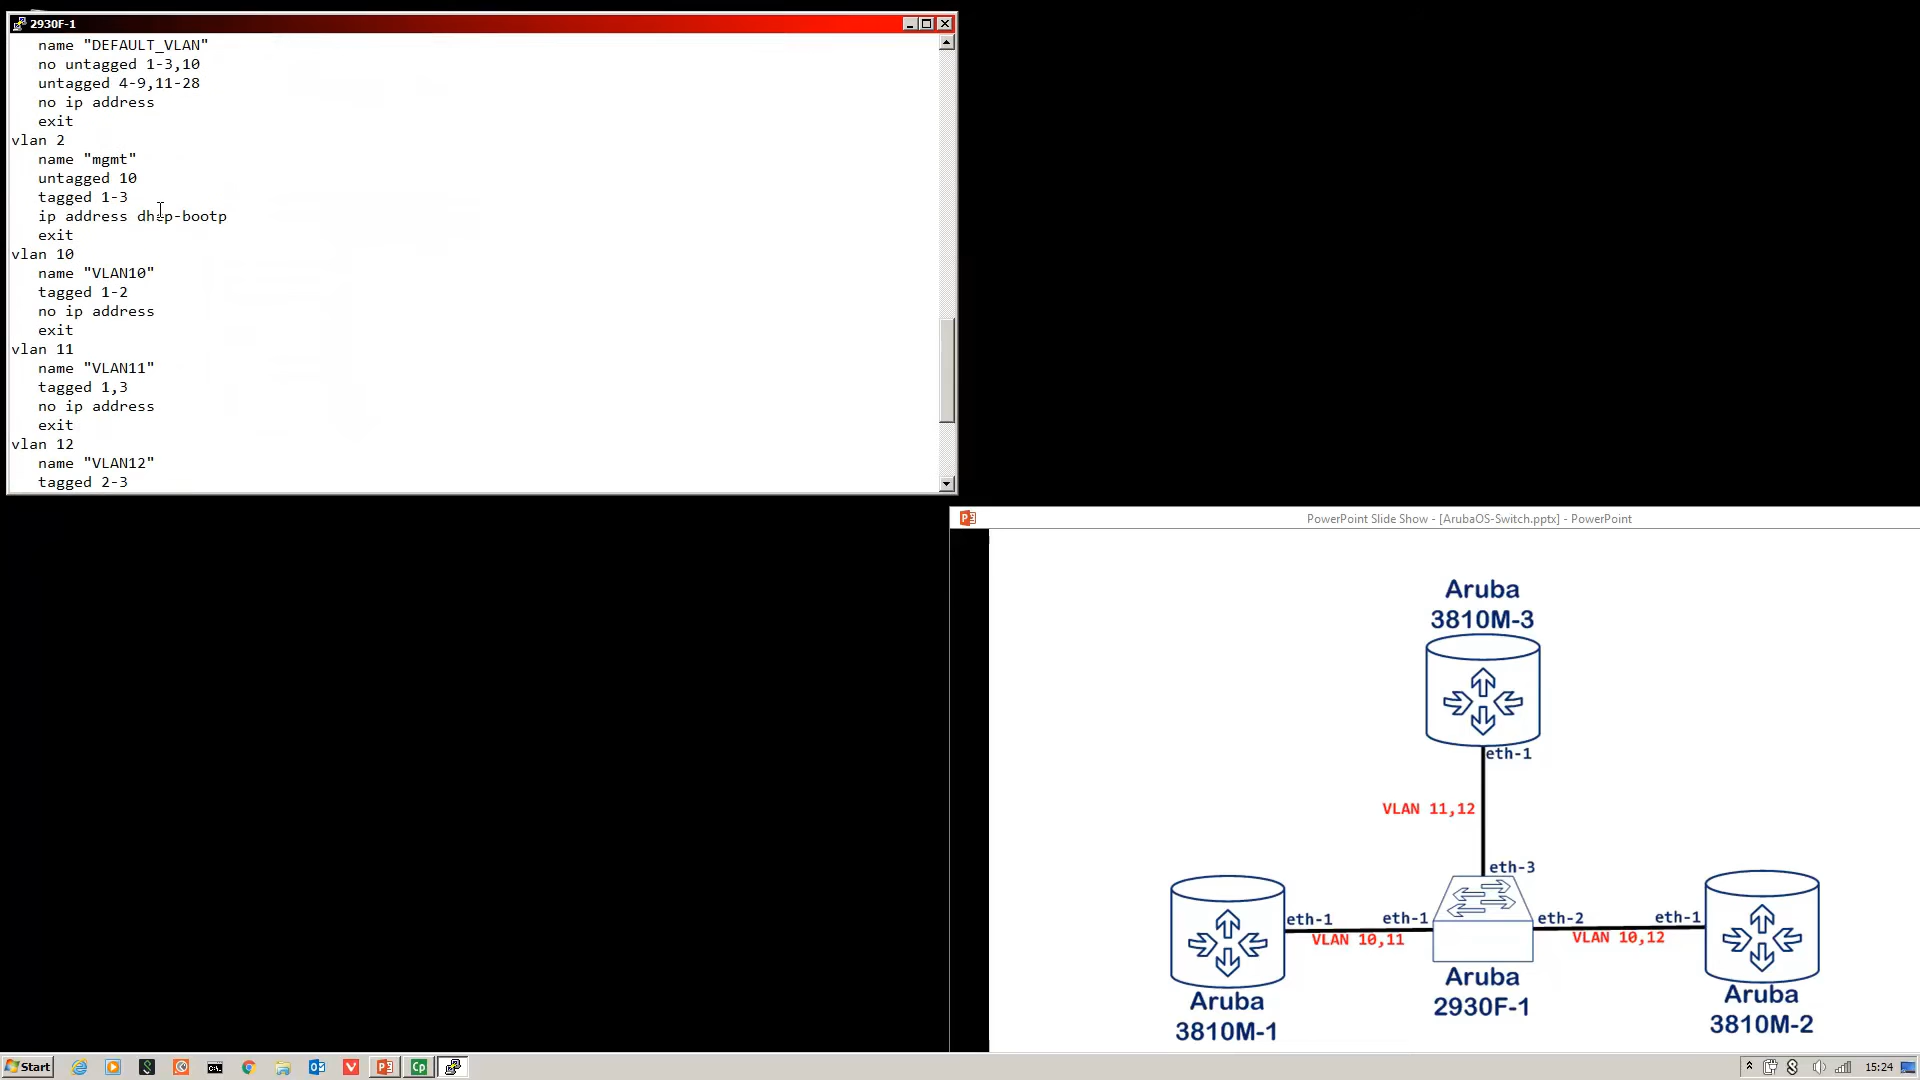 2930F-1
name "DEFAULT_VLAN"
no untagged 1-3,10
untagged 4-9,11-28
no ip address
exit
vlan 2
name "mgmt"
untagged 10
tagged 1-3
ip address dhcp-bootp
exit
vlan 10
name "VLAN10"
tagged 1-2
no ip address
exit
vlan 11
name "VLAN11"
tagged 1,3
no ip address
exit
vlan 12
name "VLAN12"
tagged 2-3
PowerPoint Slide Show - [ArubaOS-Switch.pptx] - PowerPoint
Aruba
3810M-3
eth-1
VLAN 11,12
eth-3
eth-1
eth-1
eth-2
eth-1
VLAN 10,11
VLAN 10,12
Aruba
2930F-1
Aruba
3810M-1
Aruba
3810M-2
Start
15:24